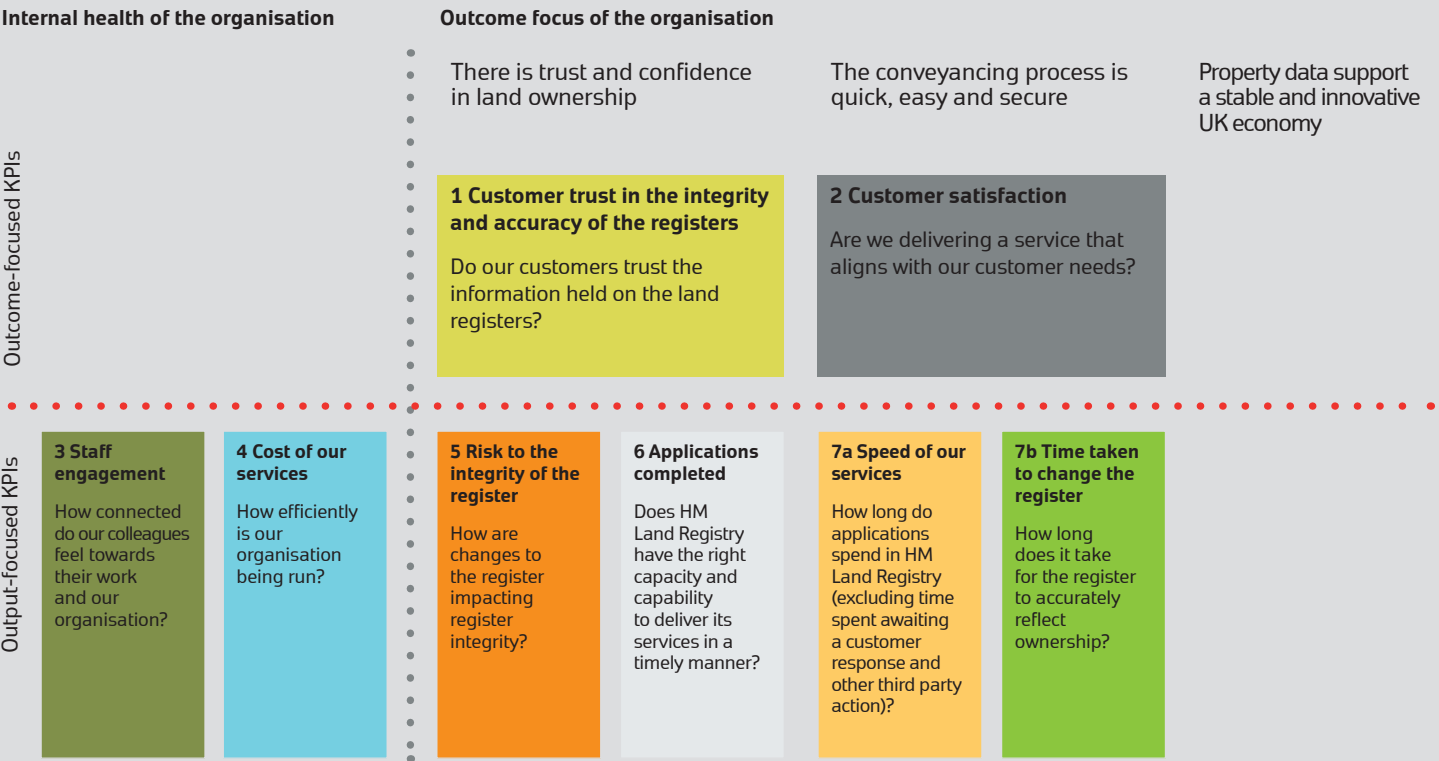 Internal health of the organisation
Outcome focus of the organisation
There is trust and confidence
in land ownership
The conveyancing process is
quick, easy and secure
Property data support
a stable and innovative
UK economy
Outcome-focused KPIs
1 Customer trust in the integrity
and accuracy of the registers
Do our customers trust the
information held on the land
registers?
2 Customer satisfaction
Are we delivering a service that
aligns with our customer needs?
Output-focused KPIs
3 Staff
engagement
How connected
do our colleagues
feel towards
their work
and our
organisation?
4 Cost of our
services
How efficiently
is our
organisation
being run?
5 Risk to the
integrity of the
register
How are
changes to
the register
impacting
register
integrity?
6 Applications
completed
Does HM
Land Registry
have the right
capacity and
capability
to deliver its
services in a
timely manner?
7a Speed of our
services
How long do
applications
spend in HM
Land Registry
(excluding time
spent awaiting
a customer
response and
other third party
action)?
7b Time taken
to change the
register
How long
does it take
for the register
to accurately
reflect
ownership?